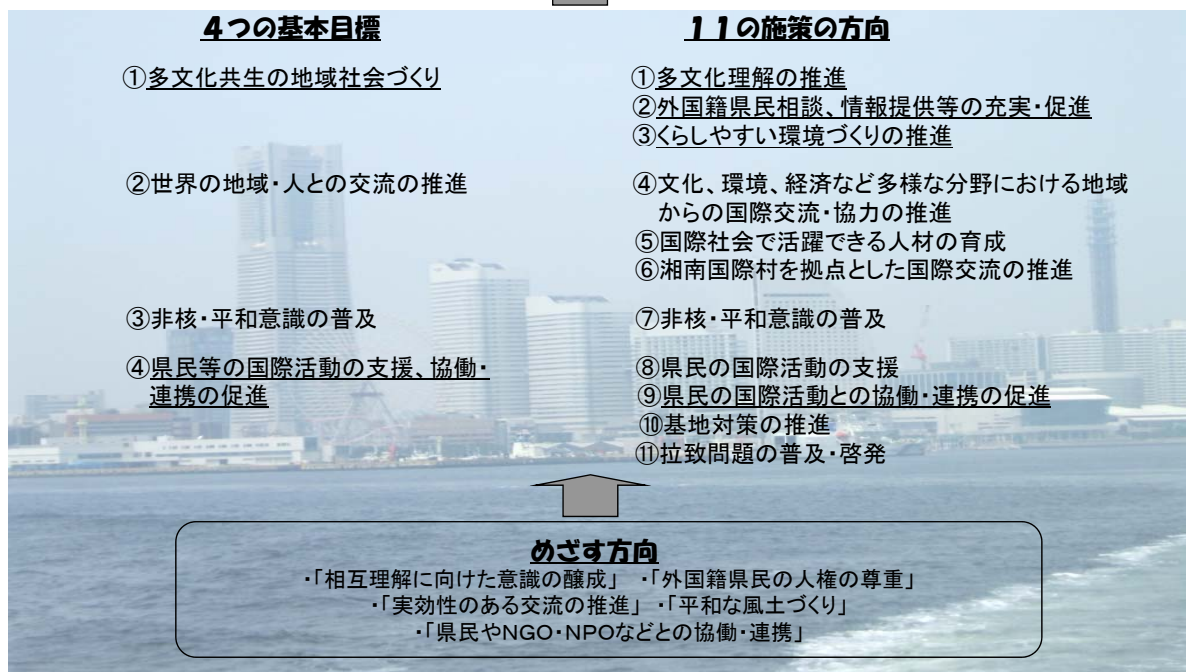 4つの基本目標
①多文化共生の地域社会づくり
②世界の地域・人との交流の推進
③非核・平和意識の普及
④県民等の国際活動の支援、協働・
連携の促進
11の施策の方向
①多文化理解の推進
②外国籍県民相談、情報提供等の充実・促進
③くらしやすい環境づくりの推進
④文化、環境、経済など多様な分野における地域
からの国際交流・協力の推進
⑤国際社会で活躍できる人材の育成
⑥湘南国際村を拠点とした国際交流の推進
⑦非核・平和意識の普及
⑧県民の国際活動の支援
⑨県民の国際活動との協働・連携の促進
⑩基地対策の推進
⑪拉致問題の普及・啓発
めざす方向
・「相互理解に向けた意識の醸成」 ・「外国籍県民の人権の尊重」
・「実効性のある交流の推進」 ・「平和な風土づくり」
・「県民やNGO・NPOなどとの協働・連携」